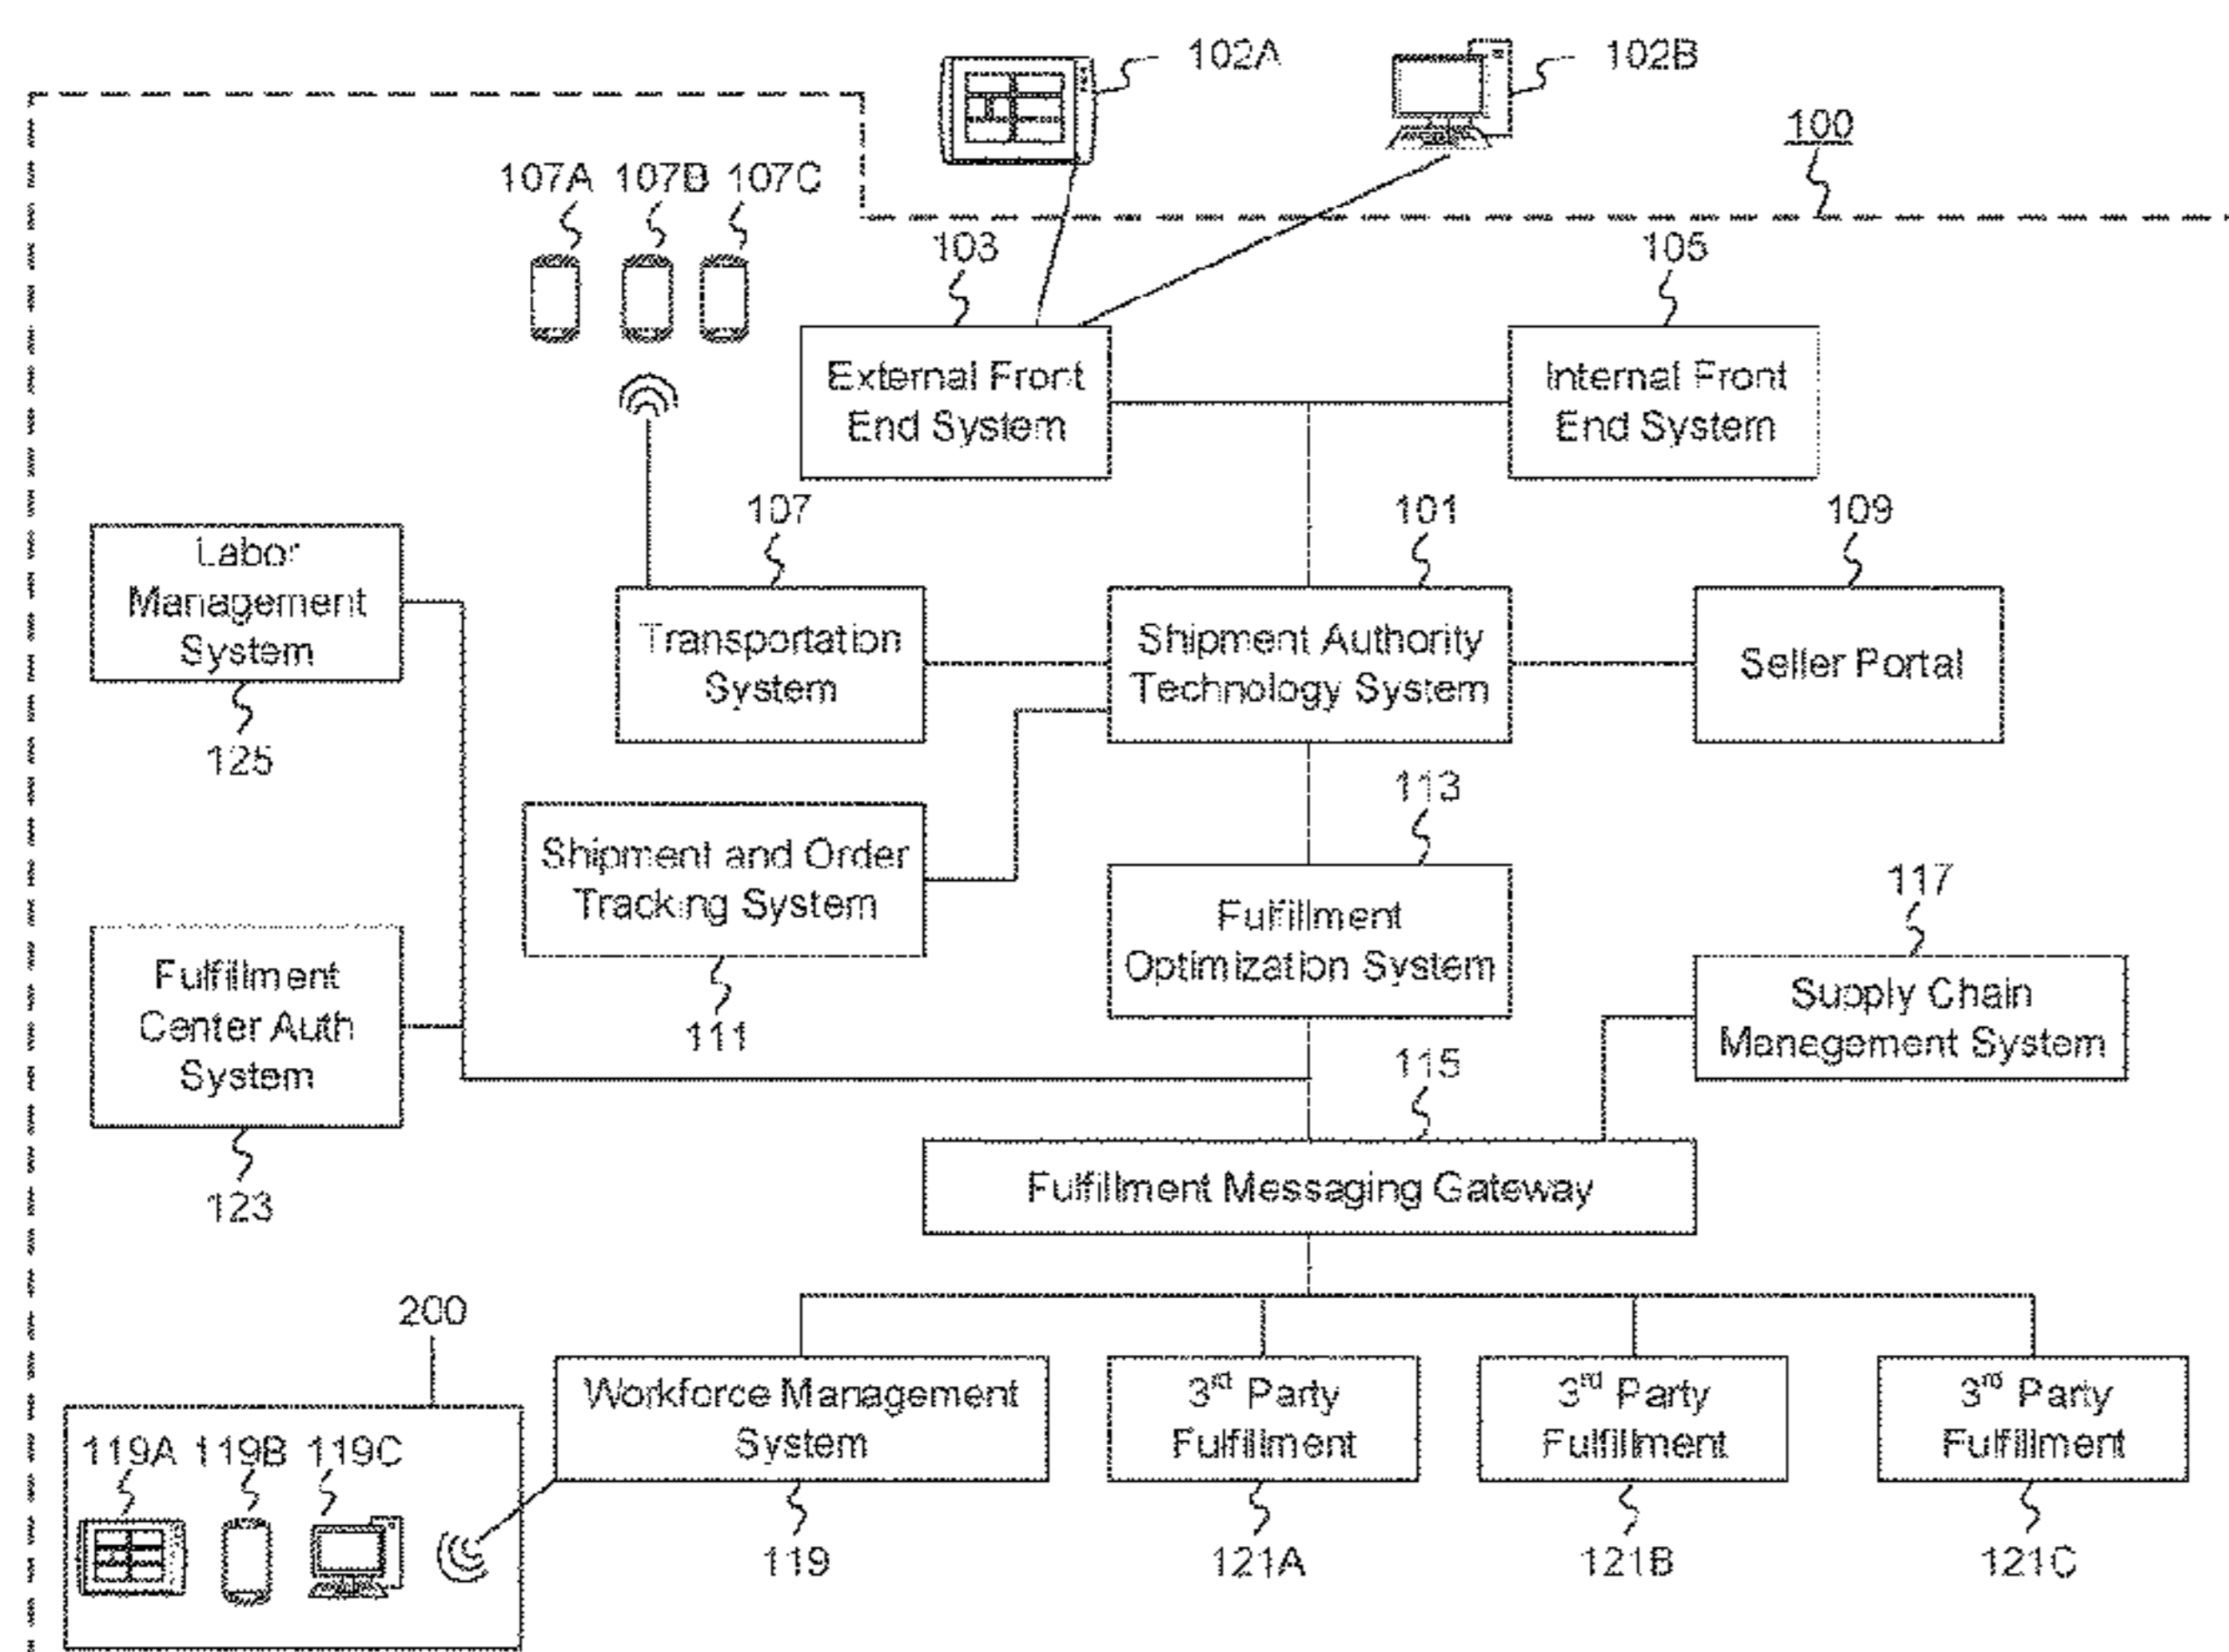 102A
102B
100
107A 107B 107C
103
105
External Front
End System
Internal Front
End System
107
101
109
Labor
Management
System
Transportation
System
Shipment Authority
Technology System
Seller Portal
125
113
Shipment and Order
Tracking System
117
Fulfillment
Optimization System
Fulfillment
Center Auth
System
Supply Chain
Management System
111
115
Fulfillment Messaging Gateway
123
200
Workforce Management
System
3rd Party
Fulfillment
3rd Party
Fulfillment
3rd Party
Fulfillment
119A 119B 119C
119
121A
121B
121C